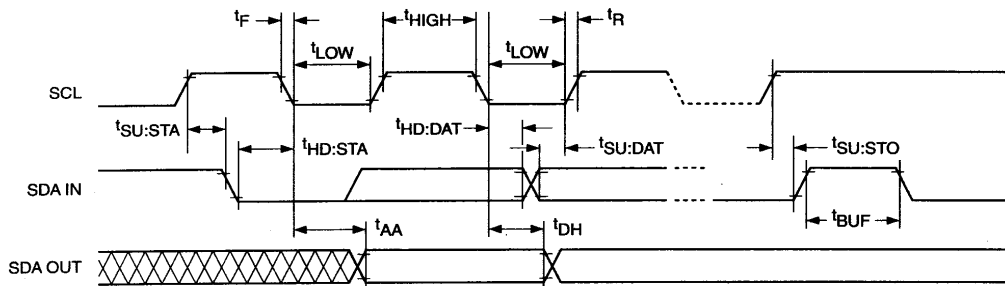 tF
tHIGH
tR
tLOW
tLOW
SCL
tSU:STA
tHD:STA
tHD:DAT
tSU:DAT
tSU:STO
SDA IN
tAA
tDH
tBUF
SDA OUT